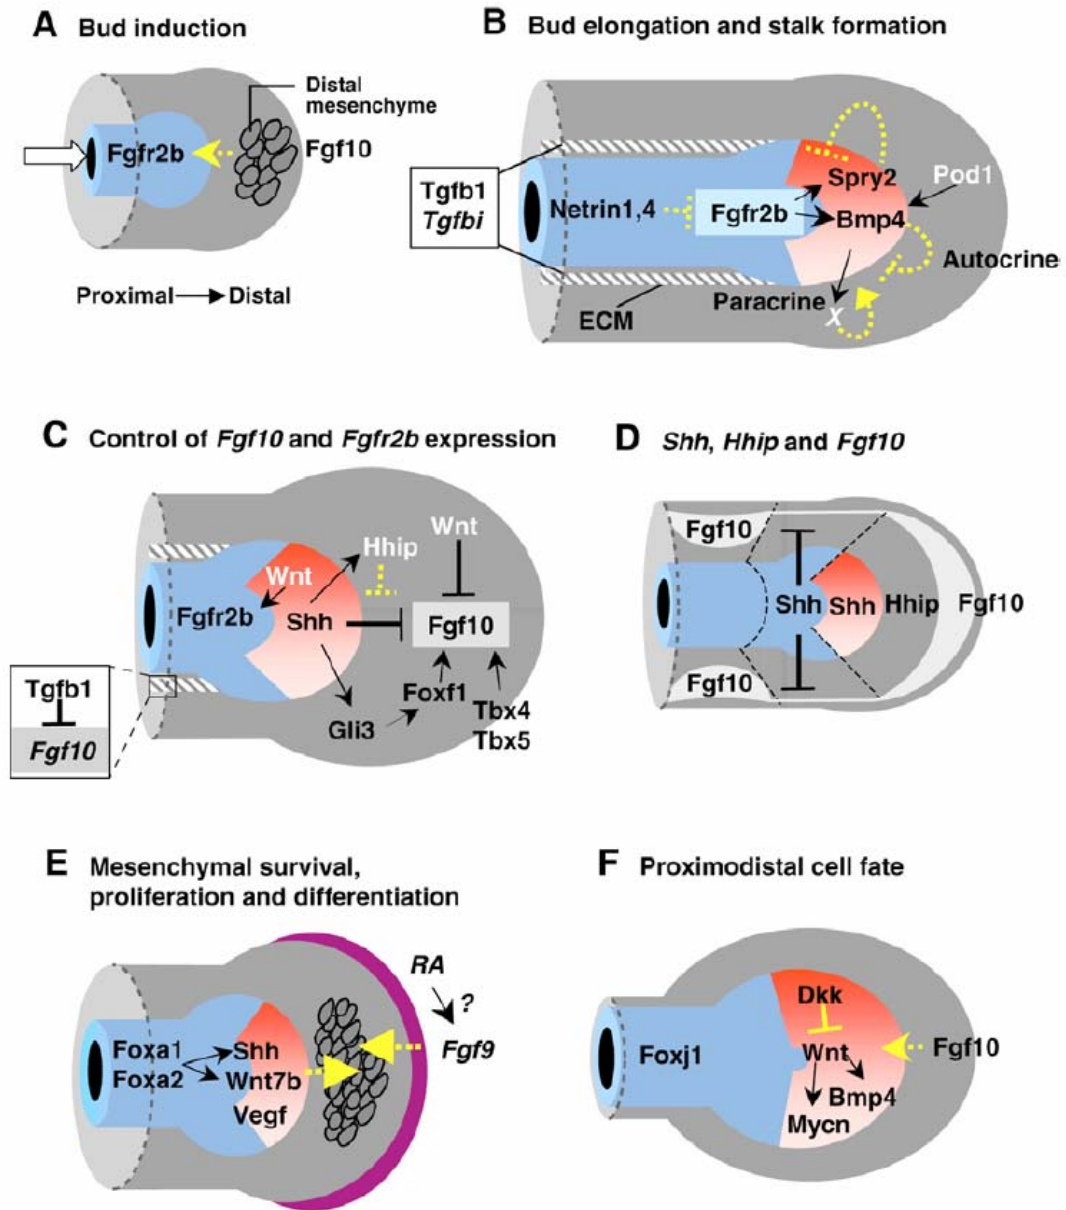 A Bud induction
Distal
mesenchyme
Fgfr2b
Fgf10
Proximal Distal
B Bud elongation and stalk formation
Tgfb1
Tgfbi
Netrin1,4
Fgfr2b
Spry2
Bmp4
Pod1
Autocrine
Paracrine
X
ECM
C Control of Fgf10 and Fgfr2b expression
Wnt
Hhip
Wnt
Fgfr2b
Shh
Fgf10
Foxf1
Gli3
Tbx4
Tbx5
Tgfb1
Fgf10
D Shh, Hhip and Fgf10
Fgf10
Shh Shh Hhip Fgf10
Fgf10
E Mesenchymal survival,
proliferation and differentiation
RA
?
Fgf9
Foxa1 Shh
Foxa2 Wnt7b
Vegf
F Proximodistal cell fate
Dkk
Foxj1
Wnt
Fgf10
Bmp4
Mycn